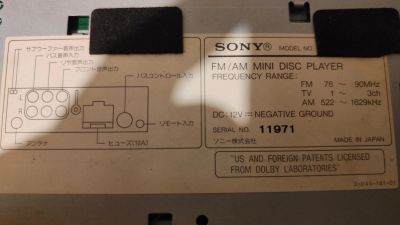 サブウーファー音声出力
バス音声入力
リヤ音声出力
フロント音声出力
バスコントロール入力
L
R
リモート入力
アンテナ
ヒューズ(10A)
SONY® MODEL NO.
FM/AM MINI DISC PLAYER
FREQUENCY RANGE:
FM 76 ~ 90MHz
TV 1 ~ 3ch
AM 522 ~ 1629kHz
DC 12V NEGATIVE GROUND
SERIAL NO. 11971
ソニー株式会社 MADE IN JAPAN
"US AND FOREIGN PATENTS LICENSED
FROM DOLBY LABORATORIES"